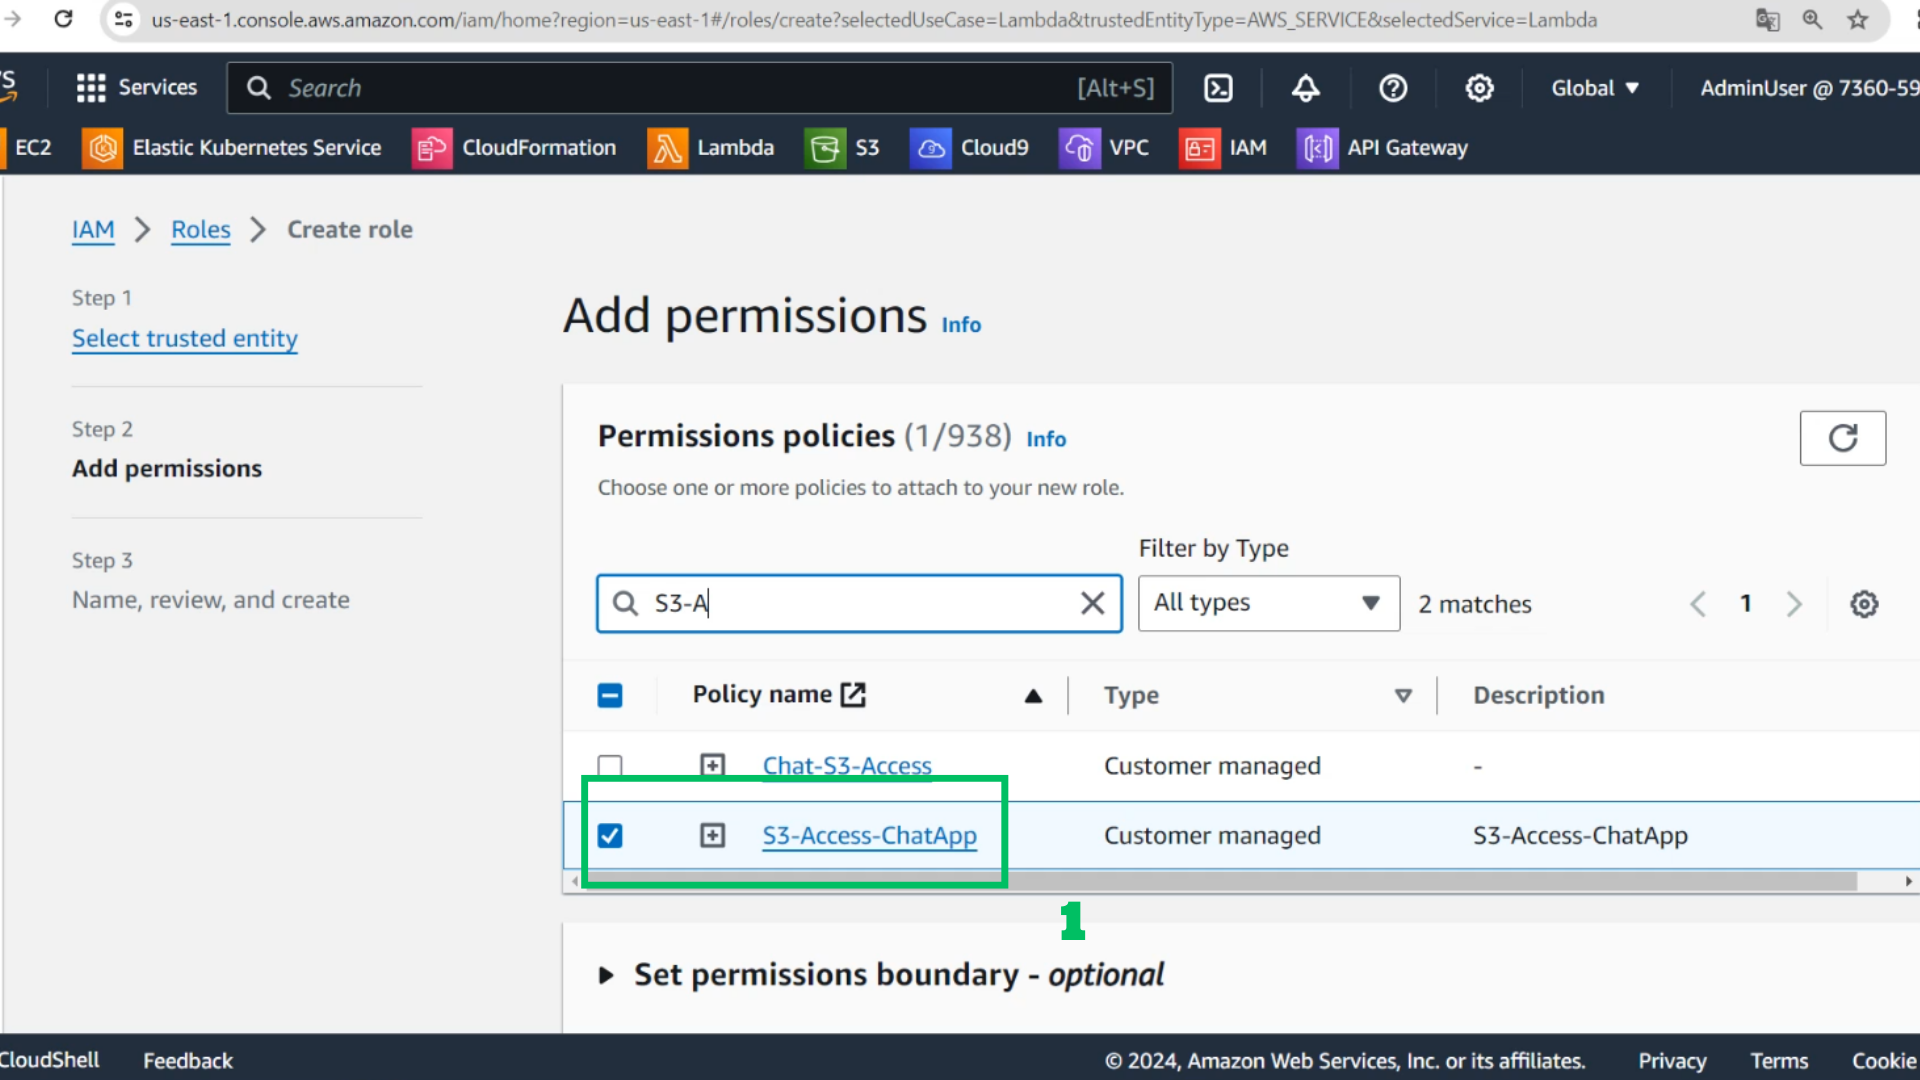 us-east-1.console.aws.amazon.com/iam/home?region=us-east-1#/roles/create?selectedUseCase=Lambda&trustedEntityType=AWS_SERVICE&selectedService=Lambda
Services
Search
[Alt+S]
Global
AdminUser @ 7360-59
EC2
Elastic Kubernetes Service
CloudFormation
Lambda
S3
Cloud9
VPC
IAM
API Gateway
IAM
Roles
Create role
Step 1
Select trusted entity
Step 2
Add permissions
Step 3
Name, review, and create
Add permissions Info
Permissions policies (1/938) Info
Choose one or more policies to attach to your new role.
Filter by Type
S3-A
All types
2 matches
1
Policy name
Type
Description
Chat-S3-Access
Customer managed
-
S3-Access-ChatApp
Customer managed
S3-Access-ChatApp
1
Set permissions boundary - optional
CloudShell
Feedback
© 2024, Amazon Web Services, Inc. or its affiliates.
Privacy
Terms
Cookie